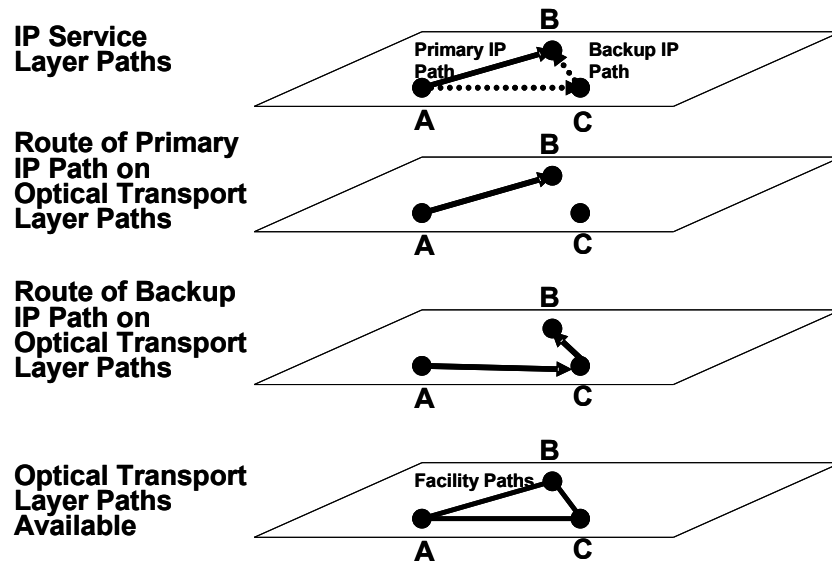 IP Service
Layer Paths
B
Primary IP
Path
Backup IP
Path
A
C
Route of Primary
IP Path on
Optical Transport
Layer Paths
B
A
C
Route of Backup
IP Path on
Optical Transport
Layer Paths
B
A
C
Optical Transport
Layer Paths
Available
B
Facility Paths
A
C